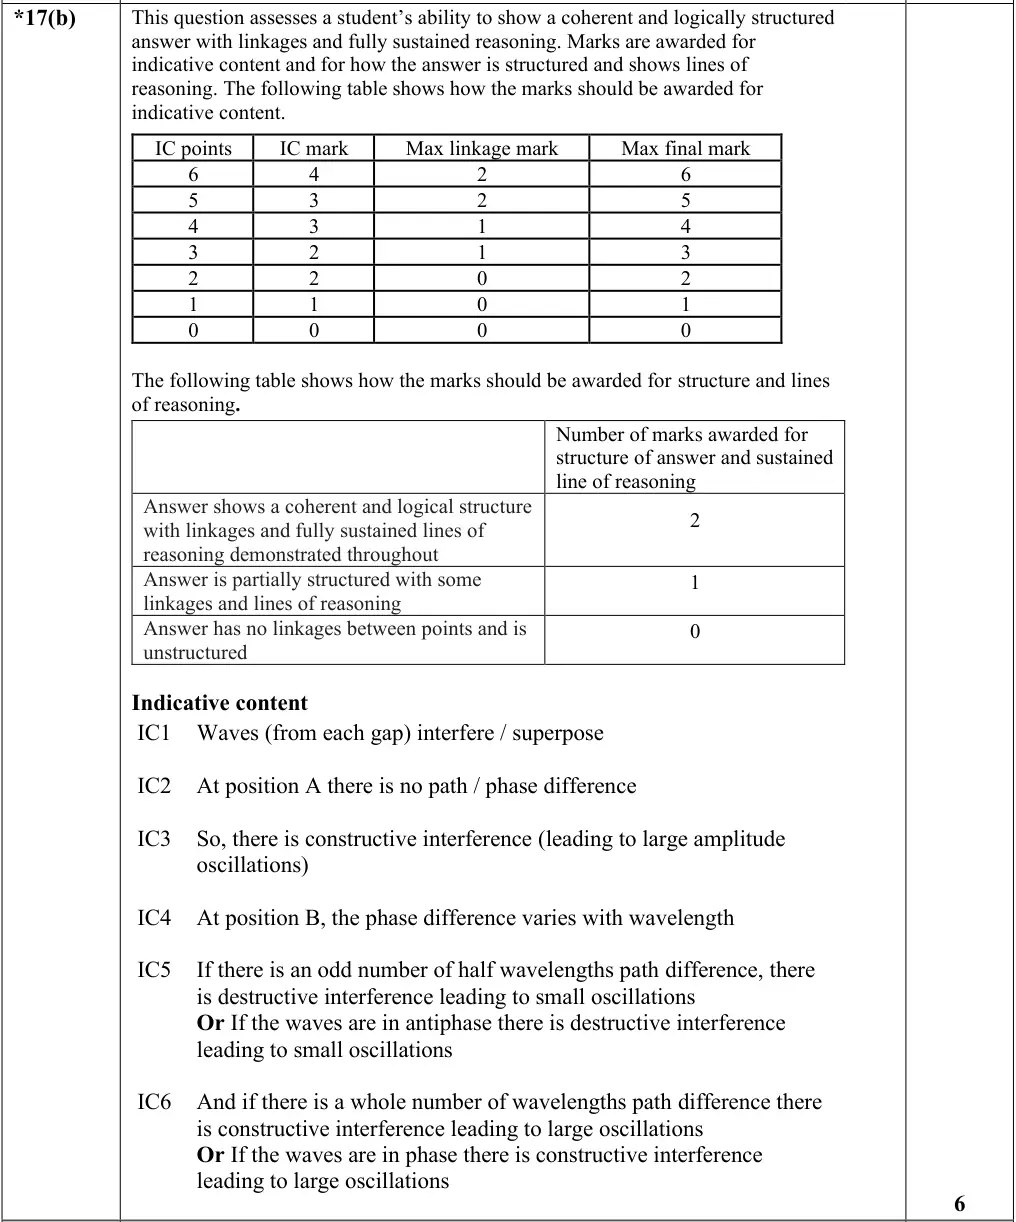 *17(b)
This question assesses a student’s ability to show a coherent and logically structured
answer with linkages and fully sustained reasoning. Marks are awarded for
indicative content and for how the answer is structured and shows lines of
reasoning. The following table shows how the marks should be awarded for
indicative content.
IC points IC mark Max linkage mark Max final mark
6 4 2 6
5 3 2 5
4 3 1 4
3 2 1 3
2 2 0 2
1 1 0 1
0 0 0 0
The following table shows how the marks should be awarded for structure and lines
of reasoning.
Number of marks awarded for
structure of answer and sustained
line of reasoning
Answer shows a coherent and logical structure
with linkages and fully sustained lines of
reasoning demonstrated throughout
2
Answer is partially structured with some
linkages and lines of reasoning
1
Answer has no linkages between points and is
unstructured
0
Indicative content
IC1 Waves (from each gap) interfere / superpose
IC2 At position A there is no path / phase difference
IC3 So, there is constructive interference (leading to large amplitude
oscillations)
IC4 At position B, the phase difference varies with wavelength
IC5 If there is an odd number of half wavelengths path difference, there
is destructive interference leading to small oscillations
Or If the waves are in antiphase there is destructive interference
leading to small oscillations
IC6 And if there is a whole number of wavelengths path difference there
is constructive interference leading to large oscillations
Or If the waves are in phase there is constructive interference
leading to large oscillations
6